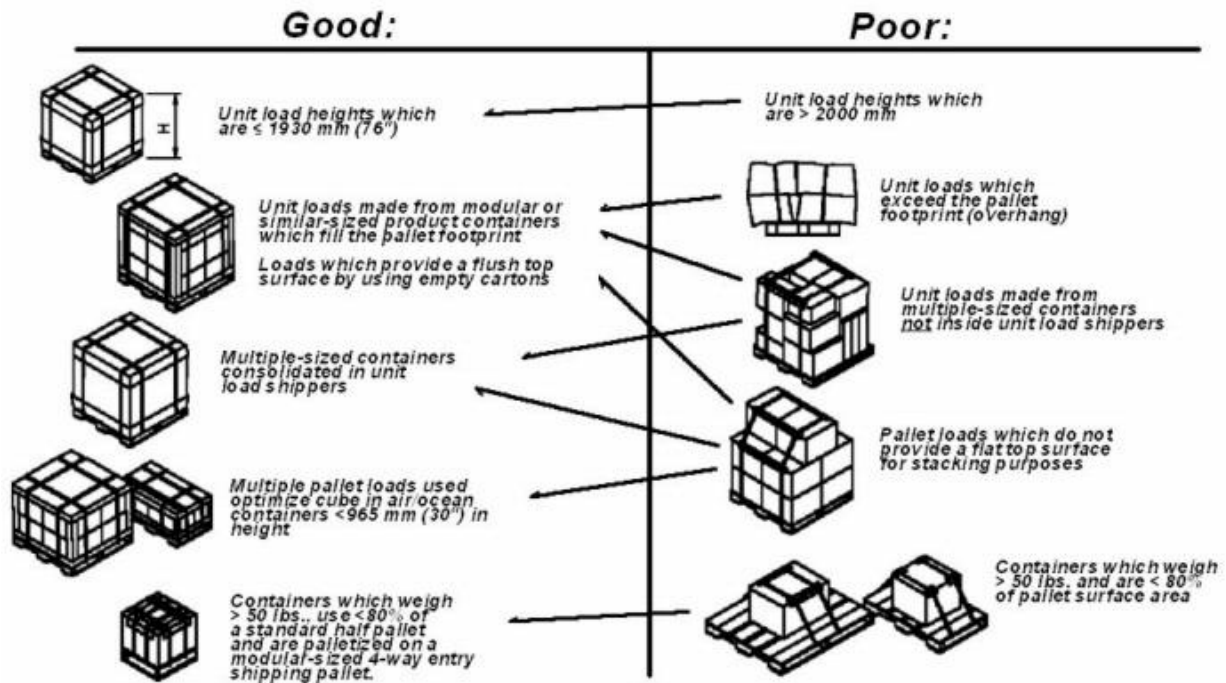 Good:
Poor:
H
Unit load heights which
are ≤ 1930 mm (76")
Unit load heights which
are > 2000 mm
Unit loads made from modular or
similar-sized product containers
which fill the pallet footprint
Loads which provide a flush top
surface by using empty cartons
Unit loads which
exceed the pallet
footprint (overhang)
Unit loads made from
multiple-sized containers
not inside unit load shippers
Multiple-sized containers
consolidated in unit
load shippers
Pallet loads which do not
provide a flat top surface
for stacking purposes
Multiple pallet loads used
optimize cube in air/ocean
containers <965 mm (30") in
height
Containers which weigh
> 50 lbs. and are < 80%
of pallet surface area
Containers which weigh
> 50 lbs., use <80% of
a standard half pallet
and are palletized on a
modular-sized 4-way entry
shipping pallet.